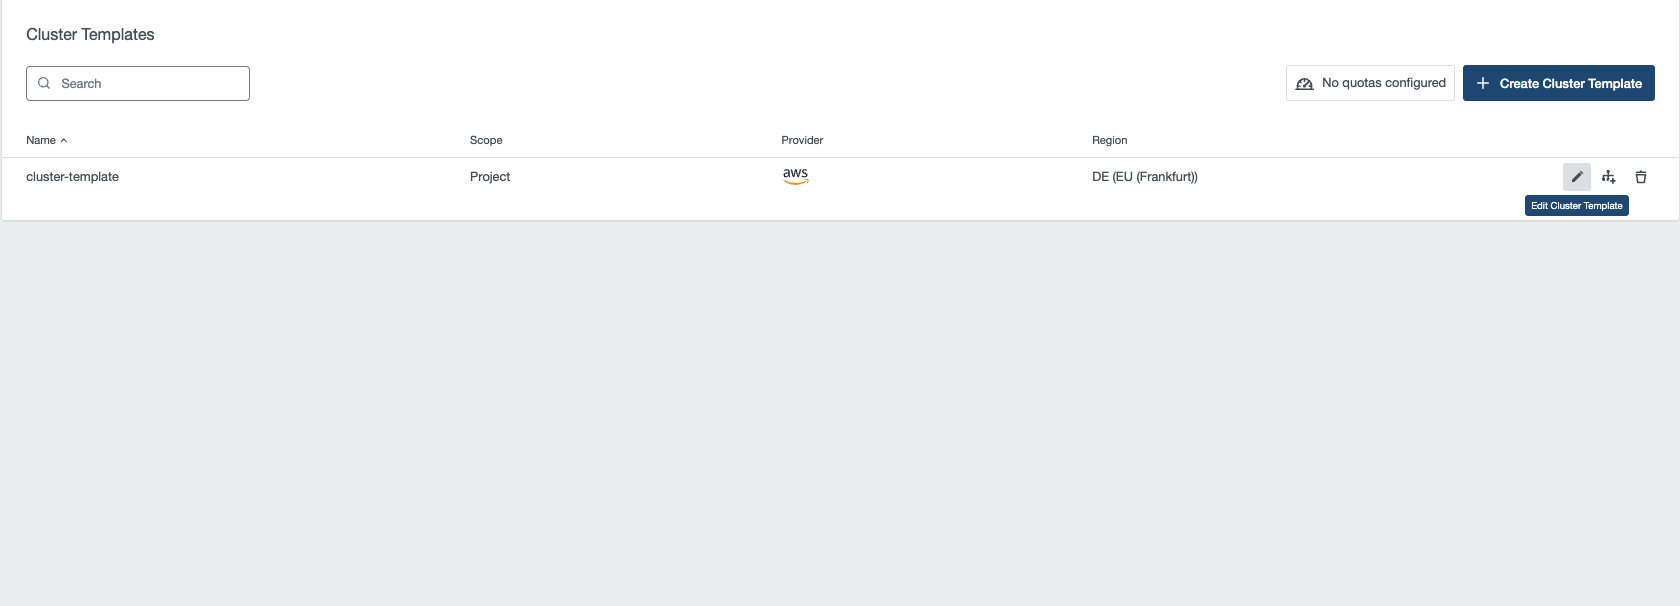 Cluster Templates
Search
No quotas configured
Create Cluster Template
Name Scope Provider Region
cluster-template Project aws DE (EU (Frankfurt))
Edit Cluster Template